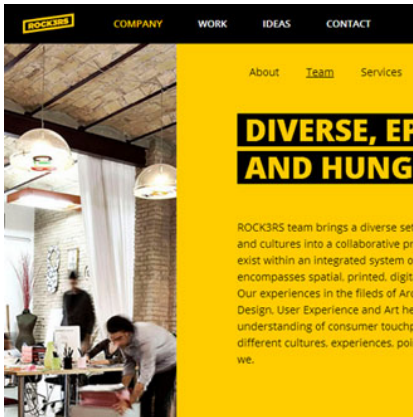 ROCK3RS
COMPANY WORK IDEAS CONTACT
About Team Services
DIVERSE, E
AND HUNG
ROCK3RS team brings a diverse se
and cultures into a collaborative pr
exist within an integrated system o
encompasses spatial, printed, digit
Our experiences in the fileds of Ar
Design, User Experience and Art he
understanding of consumer touchp
different cultures, experiences, poi
we.